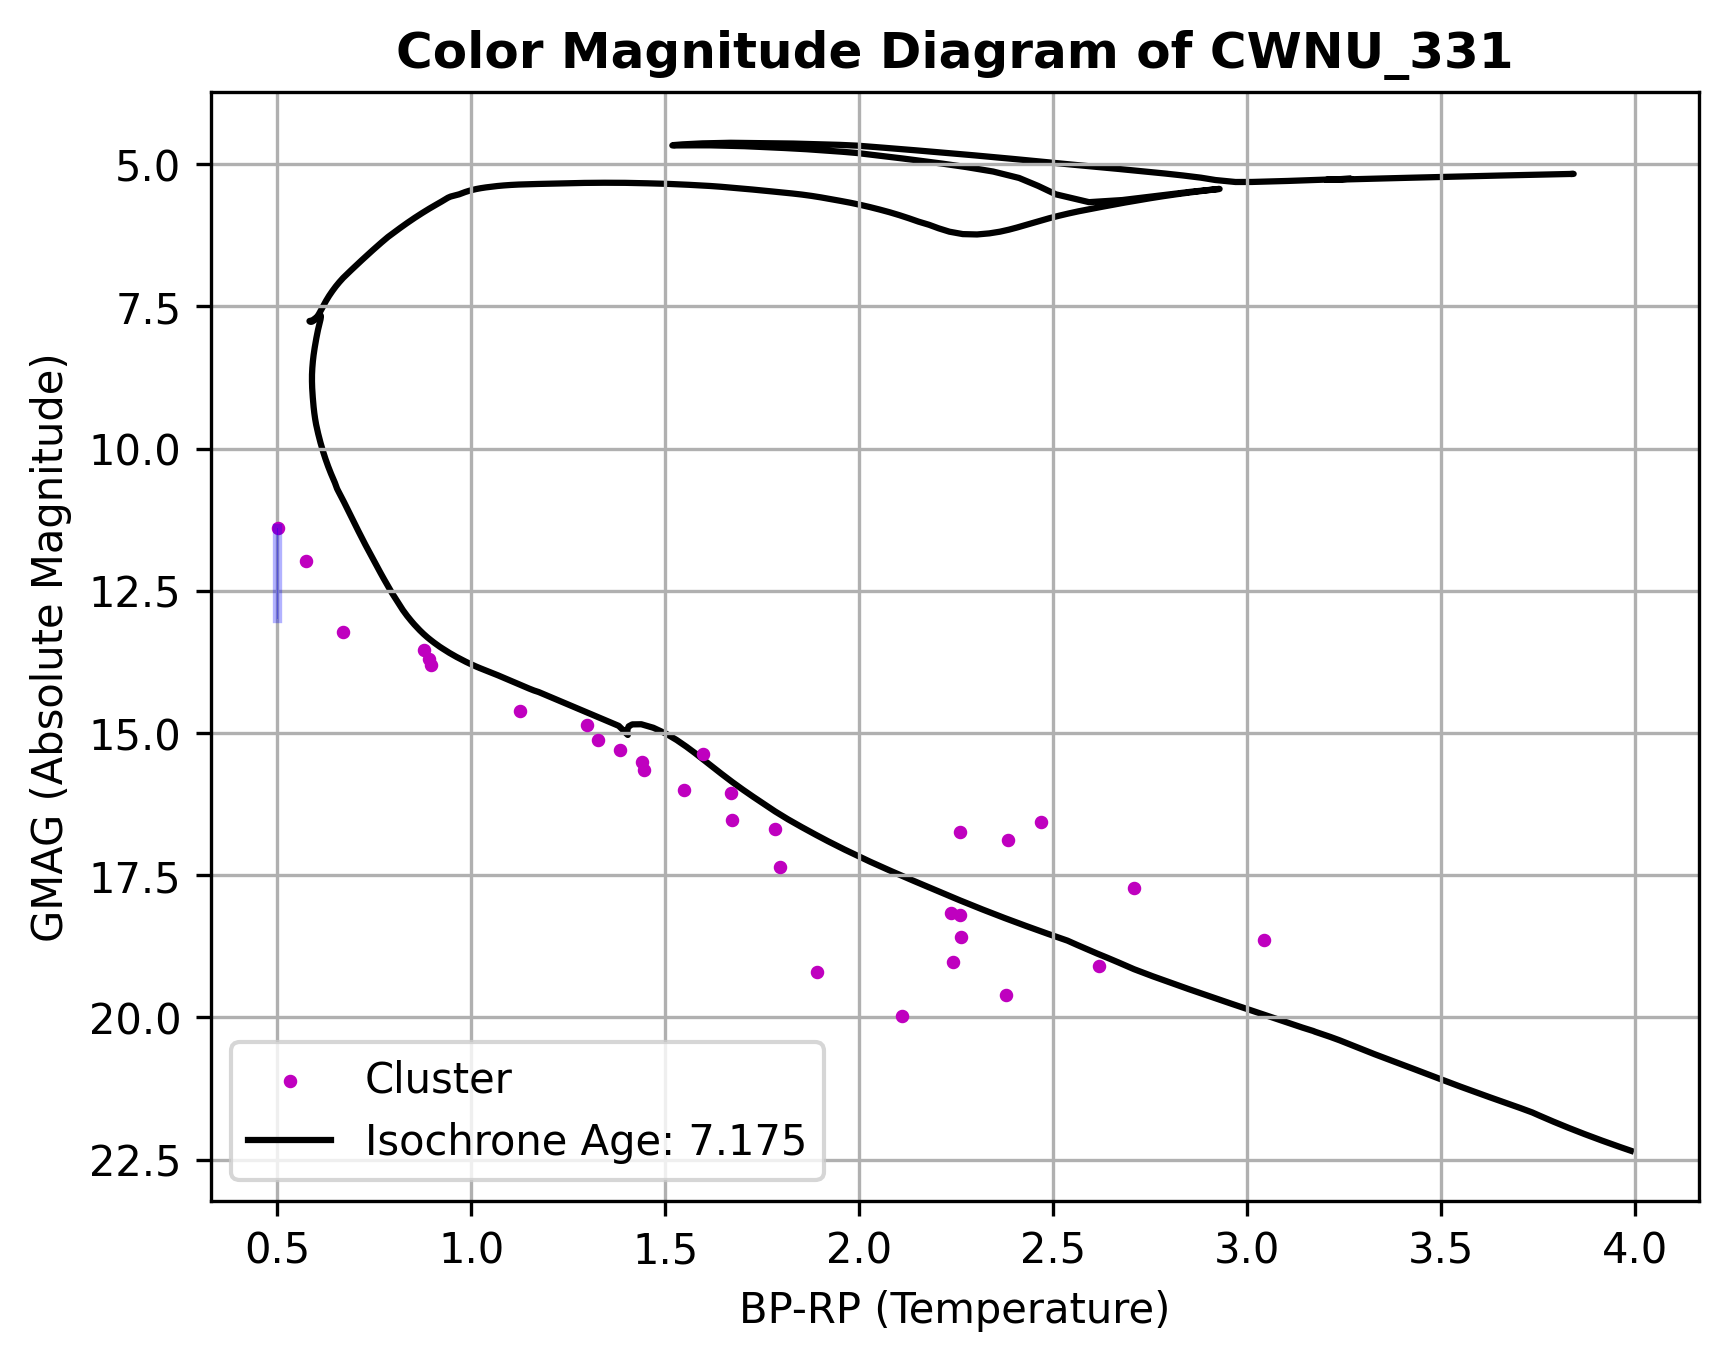 Color Magnitude Diagram of CWNU_331
GMAG (Absolute Magnitude)
5.0
7.5
10.0
12.5
15.0
17.5
20.0
22.5
Cluster
Isochrone Age: 7.175
0.5 1.0 1.5 2.0 2.5 3.0 3.5 4.0
BP-RP (Temperature)